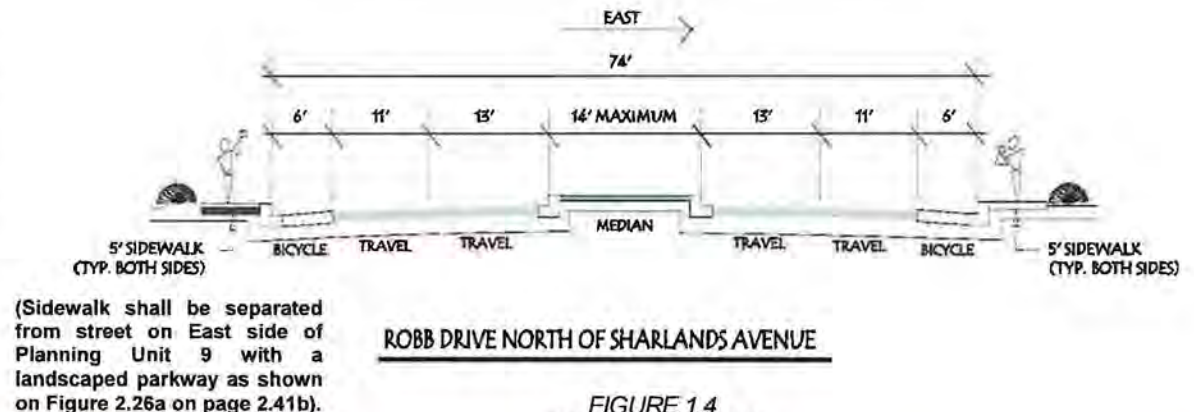 EAST
74'
6' 11' 13' 14' MAXIMUM 13' 11' 6'
MEDIAN
5' SIDEWALK BICYCLE TRAVEL TRAVEL TRAVEL TRAVEL BICYCLE 5' SIDEWALK
(TYP. BOTH SIDES) (TYP. BOTH SIDES)
(Sidewalk shall be separated
from street on East side of
Planning Unit 9 with a
landscaped parkway as shown
on Figure 2.26a on page 2.41b).
ROBB DRIVE NORTH OF SHARLANDS AVENUE
FIGURE 1.4